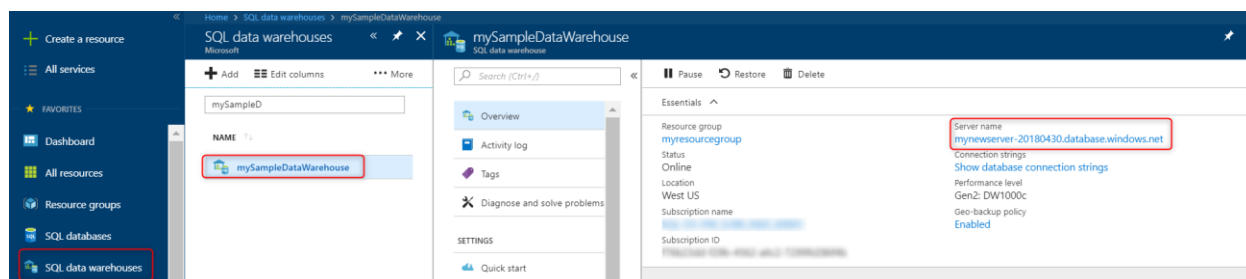 Home > SQL data warehouses > mySampleDataWarehouse
Create a resource
All services
FAVORITES
Dashboard
All resources
Resource groups
SQL databases
SQL data warehouses
SQL data warehouses
Microsoft
Add Edit columns More
mySampleD
NAME
mySampleDataWarehouse
mySampleDataWarehouse
SQL data warehouse
Search (Ctrl+/)
Overview
Activity log
Tags
Diagnose and solve problems
SETTINGS
Quick start
Pause Restore Delete
Essentials
Resource group
myresourcegroup
Status
Online
Location
West US
Subscription name
Subscription ID
Server name
mynewserver-20180430.database.windows.net
Connection strings
Show database connection strings
Performance level
Gen2: DW1000c
Geo-backup policy
Enabled